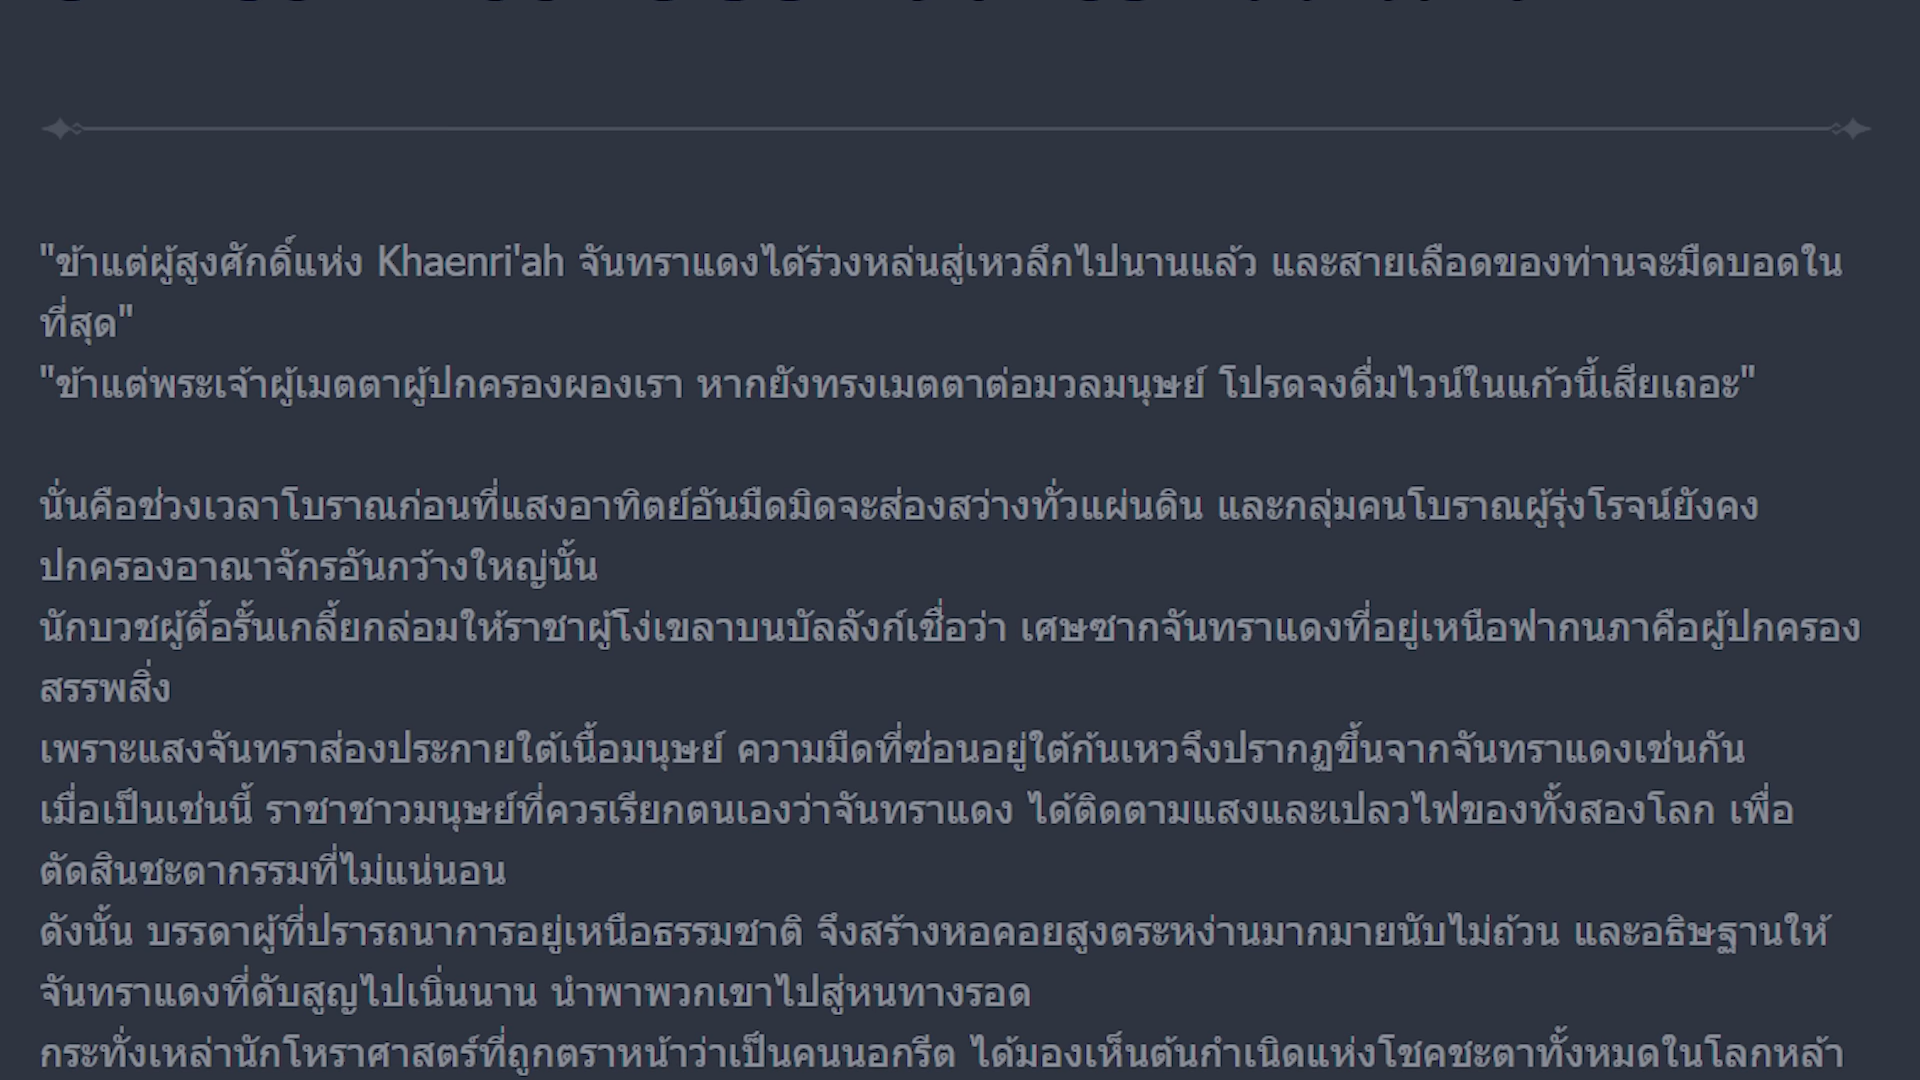 "ข้าแต่ผู้สูงศักดิ์แห่ง Khaenri'ah จันทราแดงได้ร่วงหล่นสู่เหวลึกไปนานแล้ว และสายเลือดของท่านจะมืดบอดใน
ที่สุด"
"ข้าแต่พระเจ้าผู้เมตตาผู้ปกครองผองเรา หากยังทรงเมตตาต่อมวลมนุษย์ โปรดจงดื่มไวน์ในแก้วนี้เสียเถอะ"
นั่นคือช่วงเวลาโบราณก่อนที่แสงอาทิตย์อันมืดมิดจะส่องสว่างทั่วแผ่นดิน และกลุ่มคนโบราณผู้รุ่งโรจน์ยังคง
ปกครองอาณาจักรอันกว้างใหญ่นั้น
นักบวชผู้ดื้อรั้นเกลี้ยกล่อมให้ราชาผู้โง่เขลาบนบัลลังก์เชื่อว่า เศษซากจันทราแดงที่อยู่เหนือฟากนภาคือผู้ปกครอง
สรรพสิ่ง
เพราะแสงจันทราส่องประกายใต้เนื้อมนุษย์ ความมืดที่ซ่อนอยู่ใต้ก้นเหวจึงปรากฏขึ้นจากจันทราแดงเช่นกัน
เมื่อเป็นเช่นนี้ ราชาชาวมนุษย์ที่ควรเรียกตนเองว่าจันทราแดง ได้ติดตามแสงและเปลวไฟของทั้งสองโลก เพื่อ
ตัดสินชะตากรรมที่ไม่แน่นอน
ดังนั้น บรรดาผู้ที่ปรารถนาการอยู่เหนือธรรมชาติ จึงสร้างหอคอยสูงตระหง่านมากมายนับไม่ถ้วน และอธิษฐานให้
จันทราแดงที่ดับสูญไปเนิ่นนาน นำพาพวกเขาไปสู่หนทางรอด
กระทั่งเหล่านักโหราศาสตร์ที่ถูกตราหน้าว่าเป็นคนนอกรีต ได้มองเห็นต้นกำเนิดแห่งโชคชะตาทั้งหมดในโลกหล้า